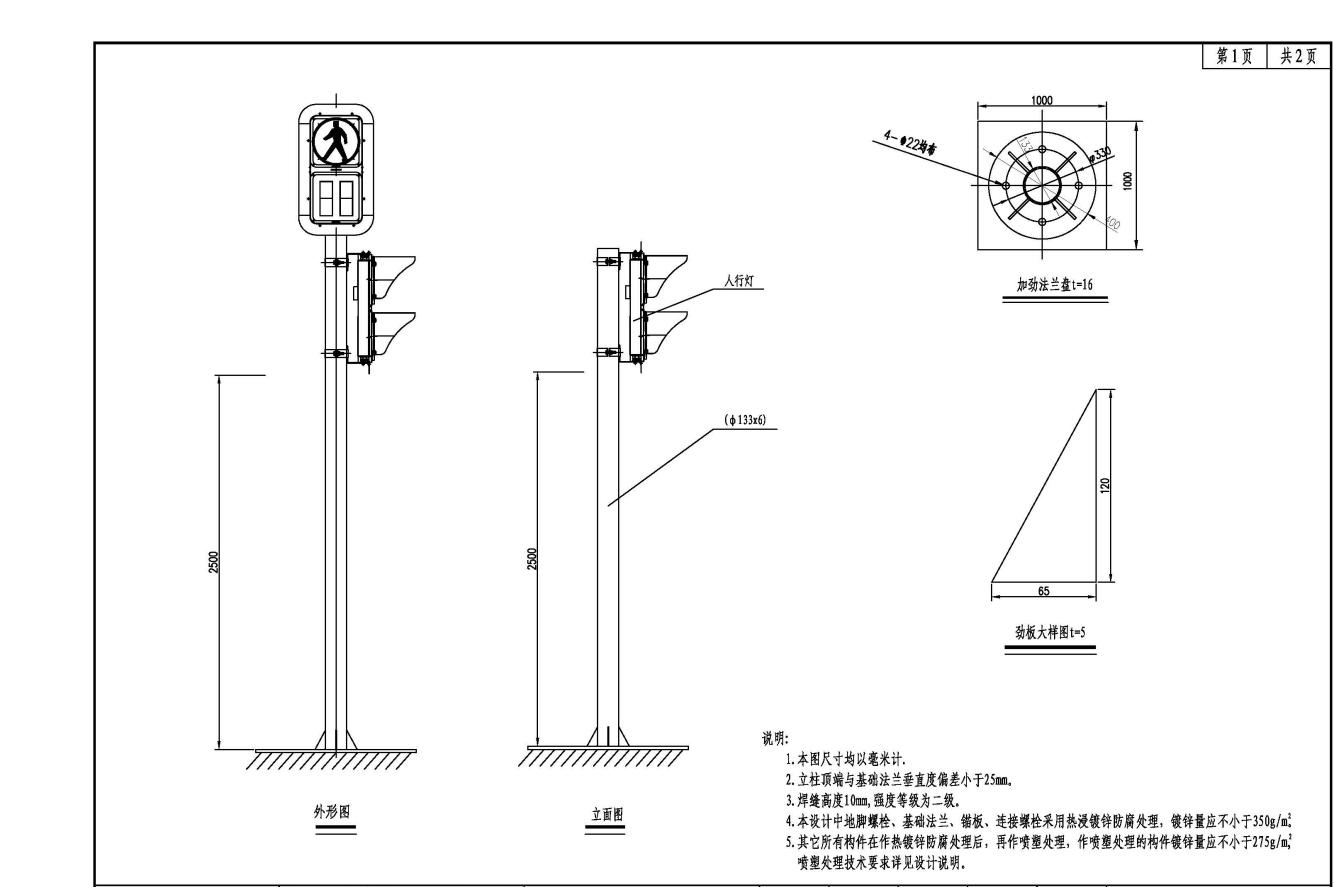 第1页 共2页
1000
4-Φ22均布
133
φ330
1000
400
加劲法兰盘t=16
人行灯
(φ133x6)
2500
2500
120
65
劲板大样图t=5
外形图
立面图
说明:
1.本图尺寸均以毫米计.
2.立柱顶端与基础法兰垂直度偏差小于25mm。
3.焊缝高度10mm,强度等级为二级。
4.本设计中地脚螺栓、基础法兰、锚板、连接螺栓采用热浸镀锌防腐处理，镀锌量应不小于350g/m²。
5.其它所有构件在作热镀锌防腐处理后，再作喷塑处理，作喷塑处理的构件镀锌量应不小于275g/m²，
喷塑处理技术要求详见设计说明。